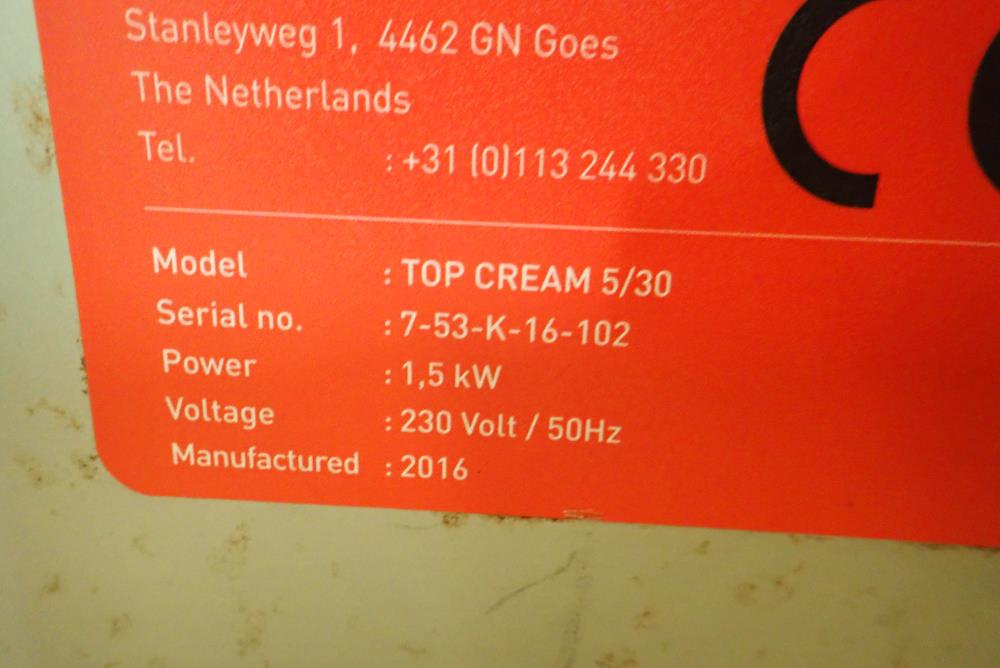 Stanleyweg 1, 4462 GN Goes
The Netherlands
Tel. : +31 (0)113 244 330
CE
Model : TOP CREAM 5/30
Serial no. : 7-53-K-16-102
Power : 1,5 kW
Voltage : 230 Volt / 50Hz
Manufactured : 2016